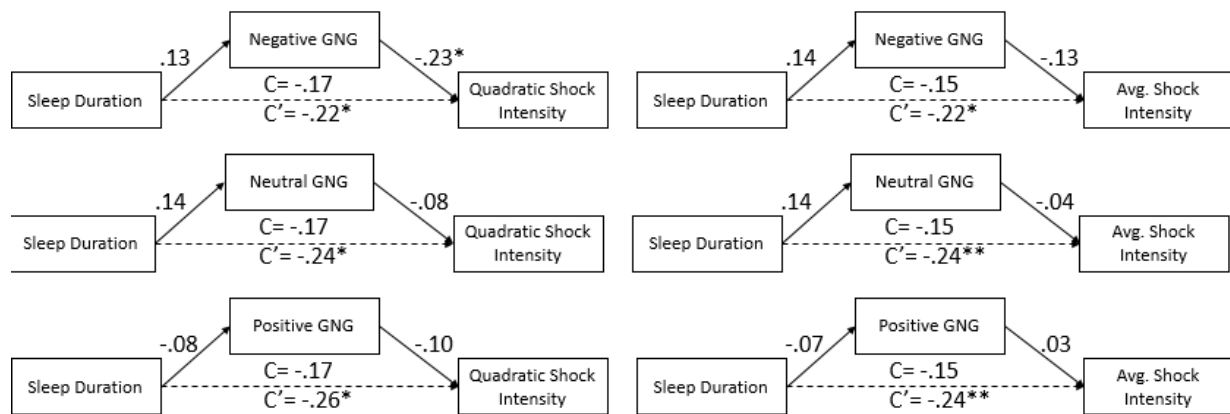 Negative GNG
.13
-.23*
Sleep Duration
C= -.17
C’= -.22*
Quadratic Shock
Intensity
Negative GNG
.14
-.13
Sleep Duration
C= -.15
C’= -.22*
Avg. Shock
Intensity
Neutral GNG
.14
-.08
Sleep Duration
C= -.17
C’= -.24*
Quadratic Shock
Intensity
Neutral GNG
.14
-.04
Sleep Duration
C= -.15
C’= -.24**
Avg. Shock
Intensity
Positive GNG
-.08
-.10
Sleep Duration
C= -.17
C’= -.26*
Quadratic Shock
Intensity
Positive GNG
-.07
.03
Sleep Duration
C= -.15
C’= -.24**
Avg. Shock
Intensity